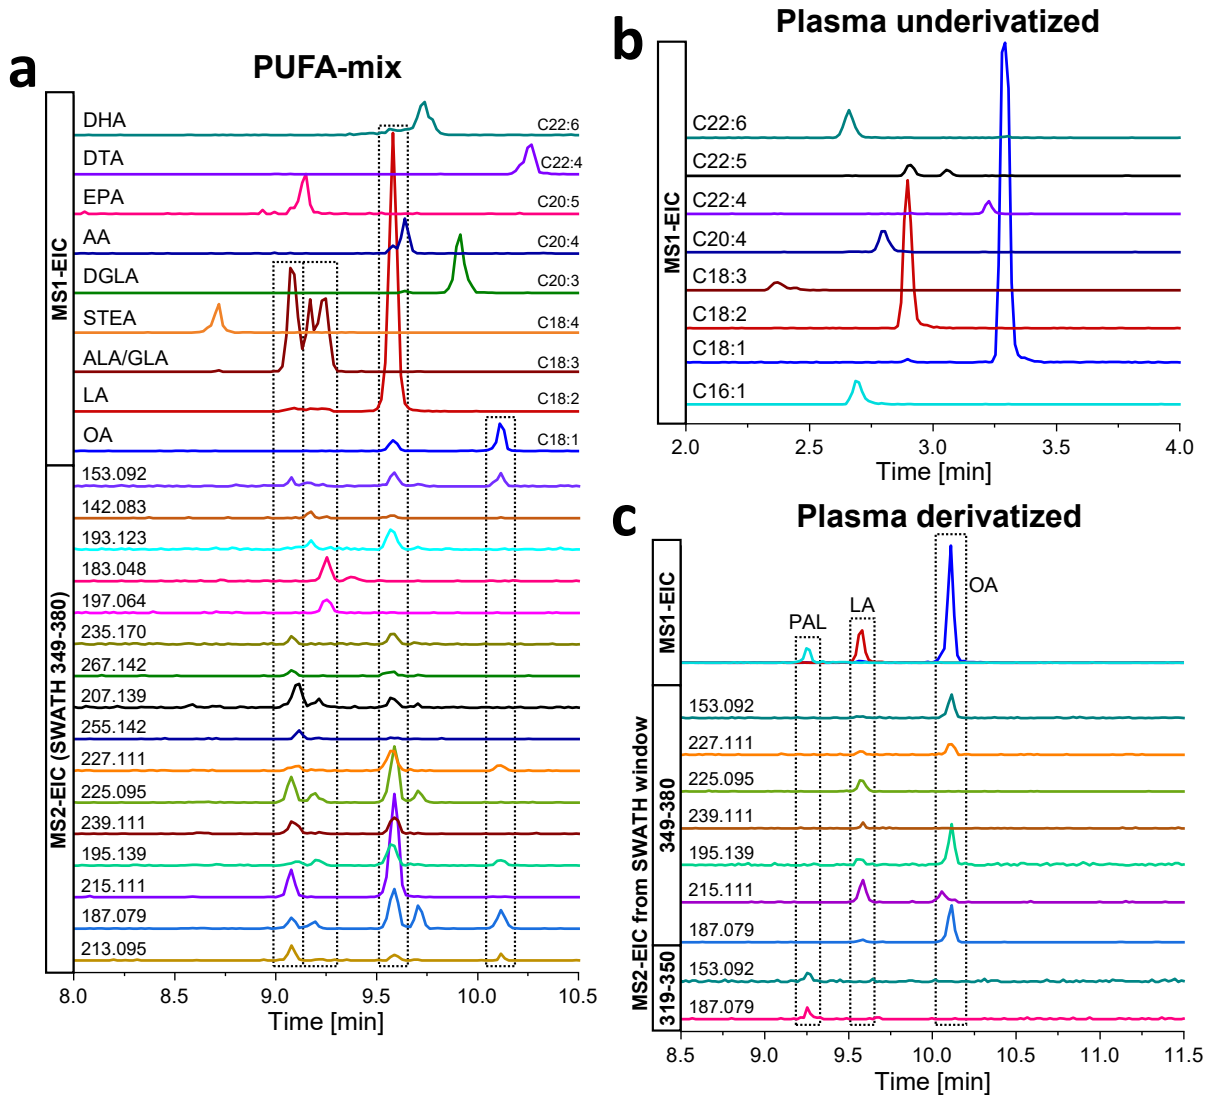 a
PUFA-mix
MS1-EIC
DHA C22:6
DTA C22:4
EPA C20:5
AA C20:4
DGLA C20:3
STEA C18:4
ALA/GLA C18:3
LA C18:2
OA C18:1
MS2-EIC (SWATH 349-380)
153.092
142.083
193.123
183.048
197.064
235.170
267.142
207.139
255.142
227.111
225.095
239.111
195.139
215.111
187.079
213.095
8.0 8.5 9.0 9.5 10.0 10.5
Time [min]
b
Plasma underivatized
MS1-EIC
C22:6
C22:5
C22:4
C20:4
C18:3
C18:2
C18:1
C16:1
2.0 2.5 3.0 3.5 4.0
Time [min]
c
Plasma derivatized
MS1-EIC
PAL LA OA
MS2-EIC from SWATH window
349-380
153.092
227.111
225.095
239.111
195.139
215.111
187.079
319-350
153.092
187.079
8.5 9.0 9.5 10.0 10.5 11.0 11.5
Time [min]